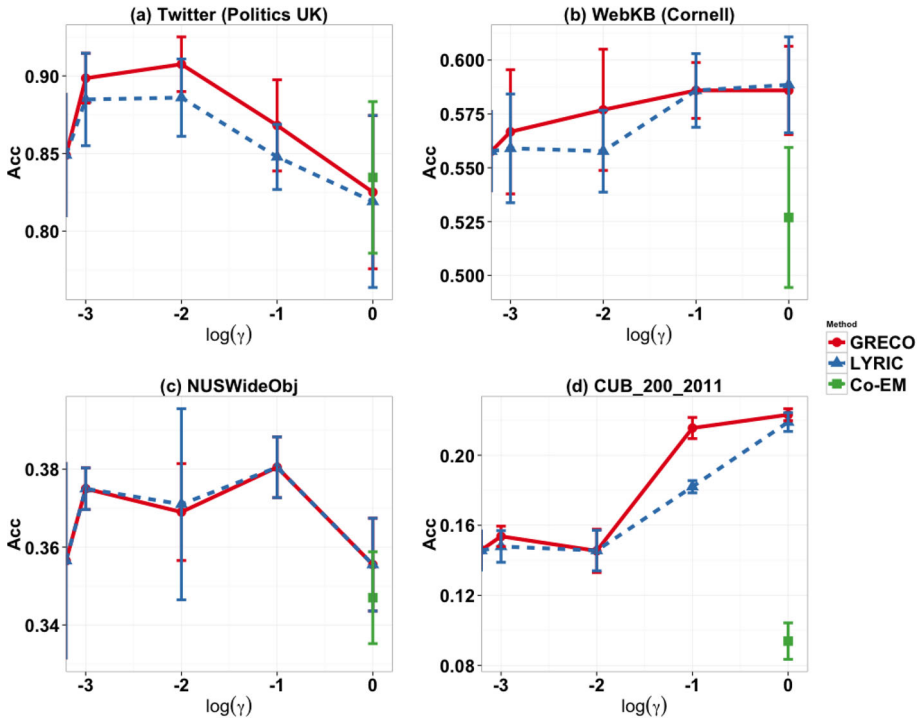 (a) Twitter (Politics UK)
Acc
0.90
0.85
0.80
-3 -2 -1 0
log(γ)
(b) WebKB (Cornell)
Acc
0.600
0.575
0.550
0.525
0.500
-3 -2 -1 0
log(γ)
(c) NUSWideObj
Acc
0.38
0.36
0.34
-3 -2 -1 0
log(γ)
(d) CUB_200_2011
Acc
0.20
0.16
0.12
0.08
-3 -2 -1 0
log(γ)
Method
GRECO
LYRIC
Co-EM